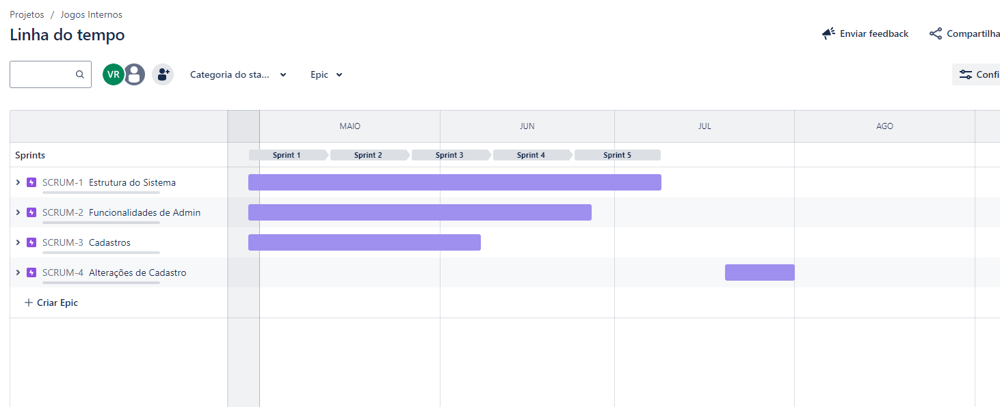 Projetos / Jogos Internos
Linha do tempo
Enviar feedback
Compartilha
VR
Categoria do sta...
Epic
Confi
MAIO
JUN
JUL
AGO
Sprints
Sprint 1
Sprint 2
Sprint 3
Sprint 4
Sprint 5
SCRUM-1 Estrutura do Sistema
SCRUM-2 Funcionalidades de Admin
SCRUM-3 Cadastros
SCRUM-4 Alterações de Cadastro
+ Criar Epic